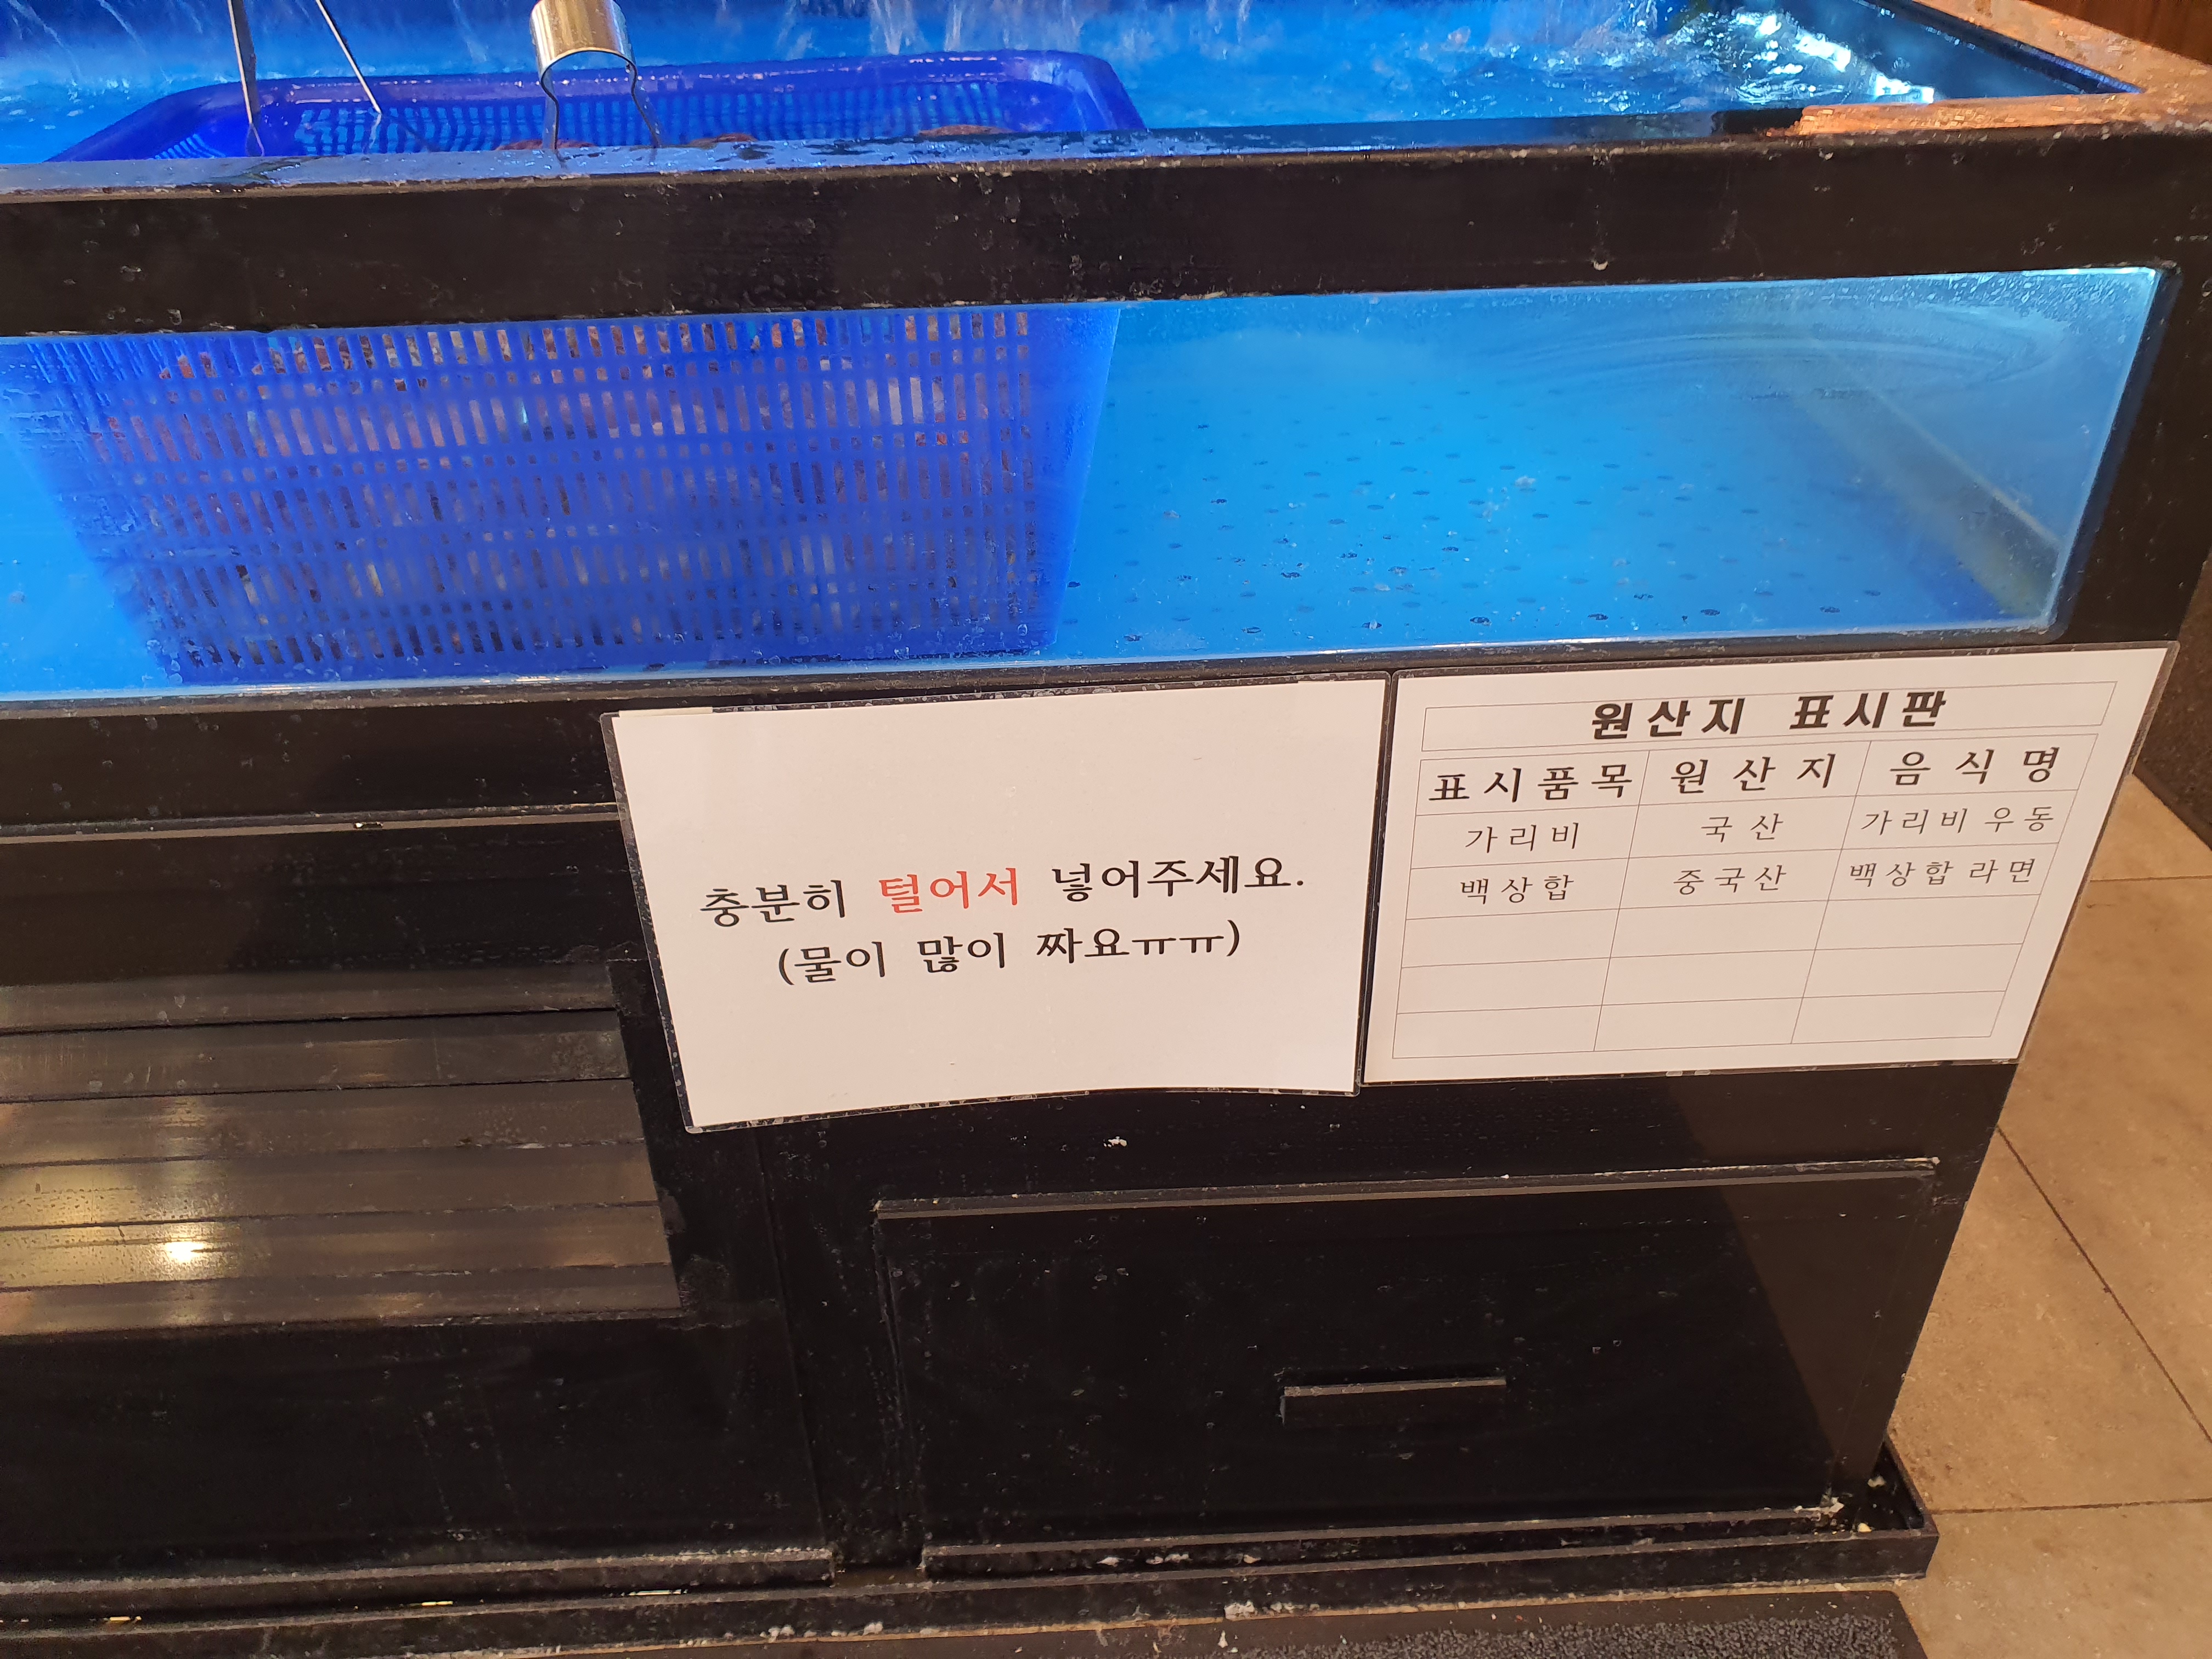 충분히 털어서 넣어주세요.
(물이 많이 짜요ㅠㅠ)
원산지 표시판
표시품목 원산지 음식명
가리비 국산 가리비우동
백상합 중국산 백상합라면